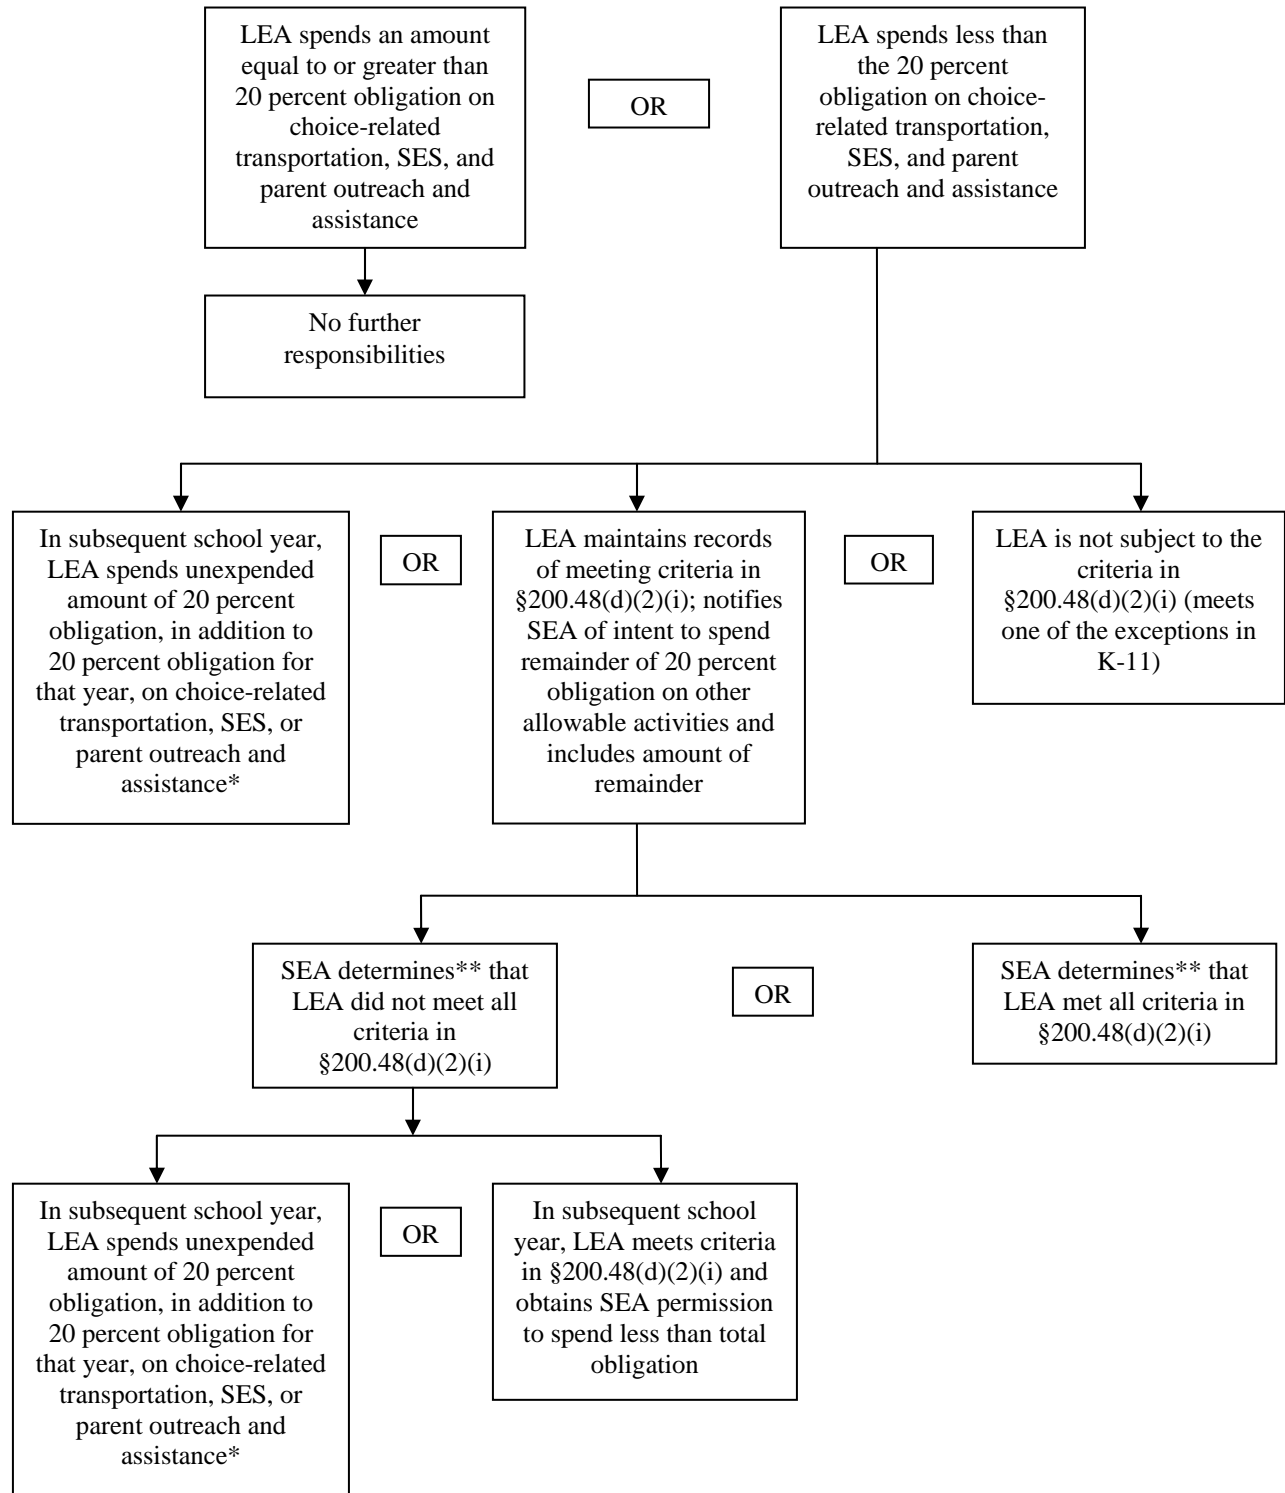 LEA spends an amount
equal to or greater than
20 percent obligation on
choice-related
transportation, SES, and
parent outreach and
assistance
OR
LEA spends less than
the 20 percent
obligation on choice-
related transportation,
SES, and parent
outreach and assistance
No further
responsibilities
In subsequent school year,
LEA spends unexpended
amount of 20 percent
obligation, in addition to
20 percent obligation for
that year, on choice-related
transportation, SES, or
parent outreach and
assistance*
OR
LEA maintains records
of meeting criteria in
§200.48(d)(2)(i); notifies
SEA of intent to spend
remainder of 20 percent
obligation on other
allowable activities and
includes amount of
remainder
OR
LEA is not subject to the
criteria in
§200.48(d)(2)(i) (meets
one of the exceptions in
K-11)
SEA determines** that
LEA did not meet all
criteria in
§200.48(d)(2)(i)
OR
SEA determines** that
LEA met all criteria in
§200.48(d)(2)(i)
In subsequent school year,
LEA spends unexpended
amount of 20 percent
obligation, in addition to
20 percent obligation for
that year, on choice-related
transportation, SES, or
parent outreach and
assistance*
OR
In subsequent school
year, LEA meets criteria
in §200.48(d)(2)(i) and
obtains SEA permission
to spend less than total
obligation